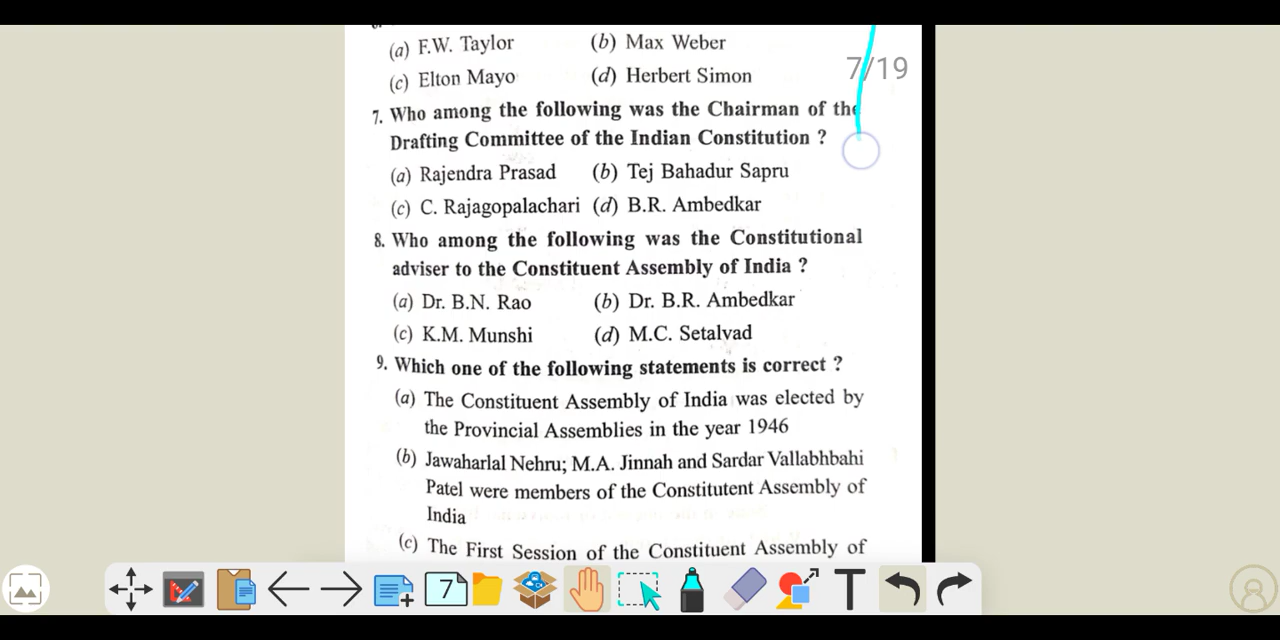 (a) F.W. Taylor (b) Max Weber
7/19
(c) Elton Mayo (d) Herbert Simon
7. Who among the following was the Chairman of the
Drafting Committee of the Indian Constitution ?
(a) Rajendra Prasad (b) Tej Bahadur Sapru
(c) C. Rajagopalachari (d) B.R. Ambedkar
8. Who among the following was the Constitutional
adviser to the Constituent Assembly of India ?
(a) Dr. B.N. Rao (b) Dr. B.R. Ambedkar
(c) K.M. Munshi (d) M.C. Setalvad
9. Which one of the following statements is correct ?
(a) The Constituent Assembly of India was elected by
the Provincial Assemblies in the year 1946
(b) Jawaharlal Nehru; M.A. Jinnah and Sardar Vallabhbahi
Patel were members of the Constitutent Assembly of
India
(c) The First Session of the Constituent Assembly of
7
T